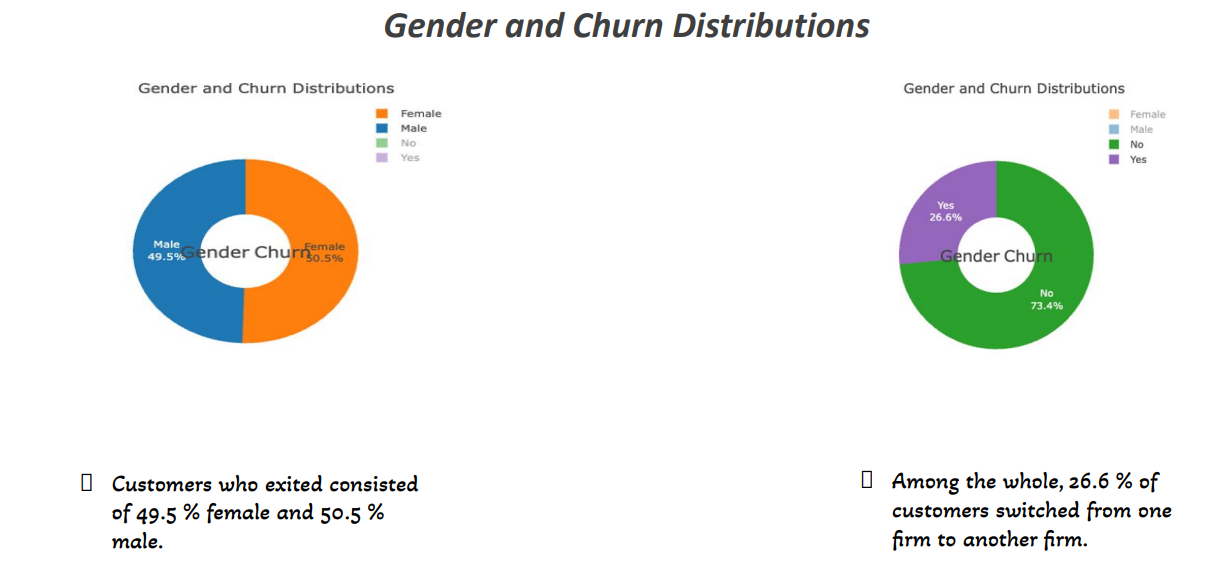 Gender and Churn Distributions
Gender and Churn Distributions
Female
Male
No
Yes
Male
49.5%
Gender Churn
Female
50.5%
Customers who exited consisted
of 49.5 % female and 50.5 %
male.
Gender and Churn Distributions
Female
Male
No
Yes
Yes
26.6%
Gender Churn
No
73.4%
Among the whole, 26.6 % of
customers switched from one
firm to another firm.